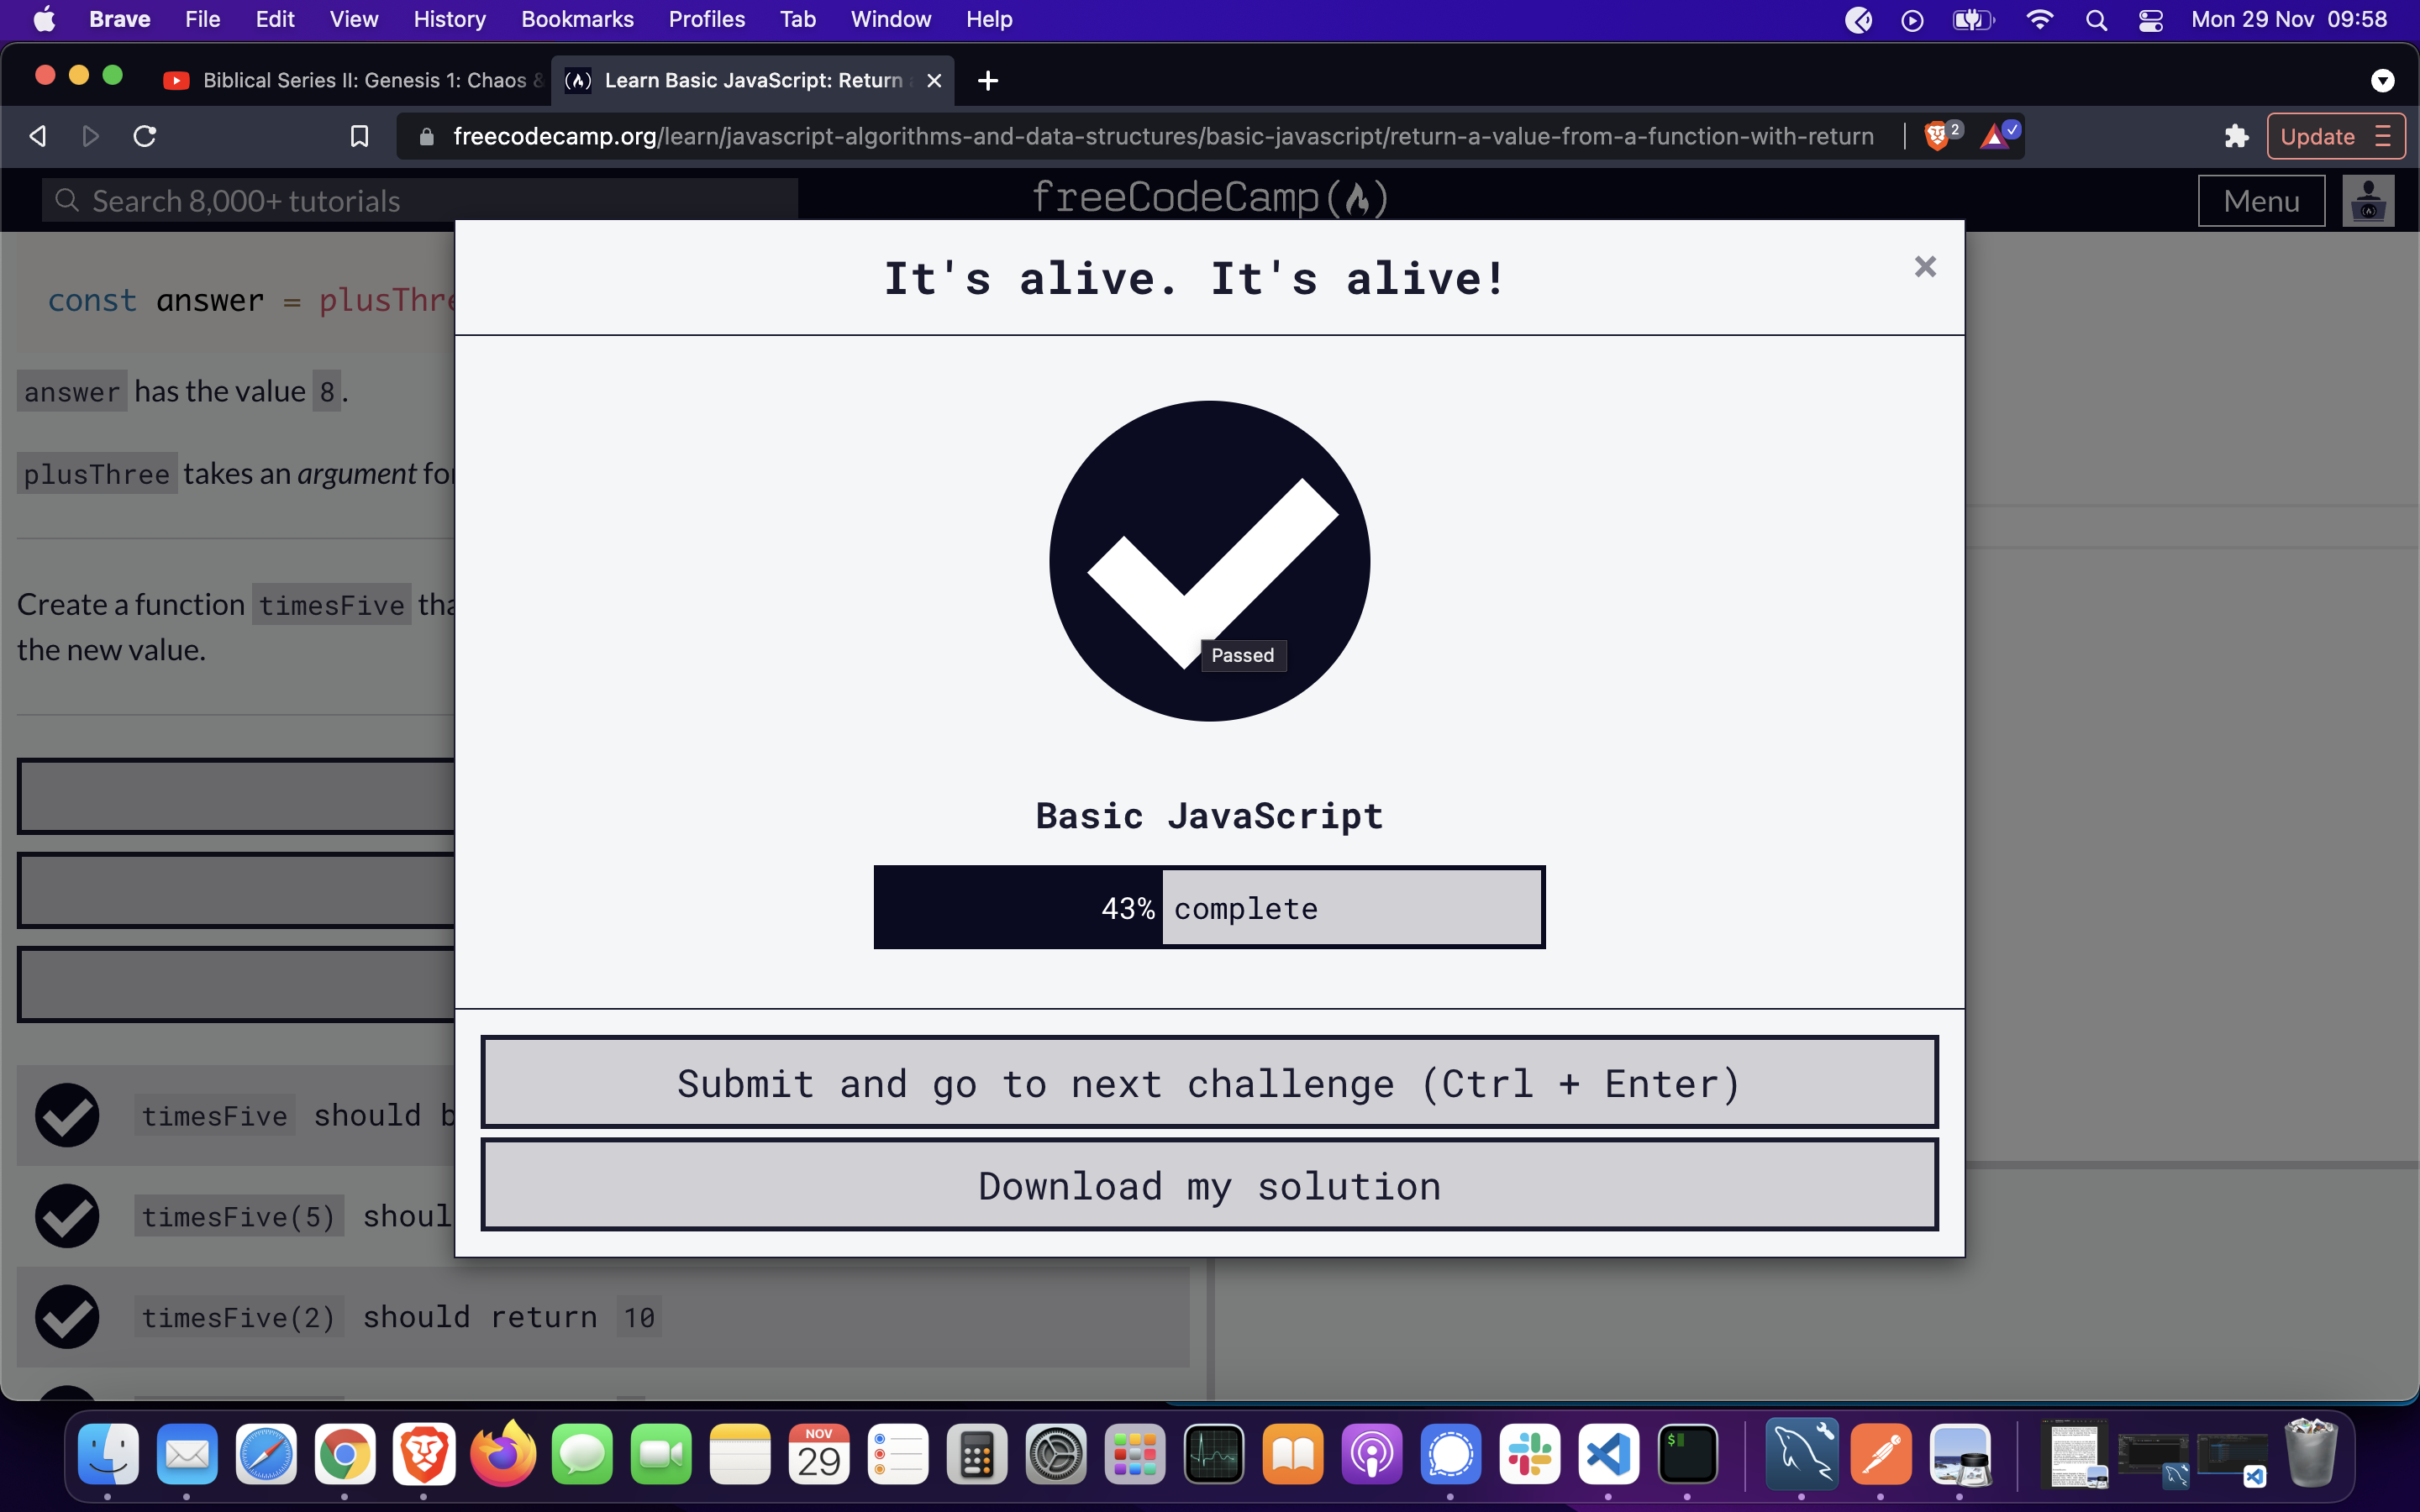 Brave File Edit View History Bookmarks Profiles Tab Window Help Mon 29 Nov 09:58
Biblical Series II: Genesis 1: Chaos & Learn Basic JavaScript: Return
freecodecamp.org/learn/javascript-algorithms-and-data-structures/basic-javascript/return-a-value-from-a-function-with-return 2 Update
Search 8,000+ tutorials freeCodeCamp Menu
It's alive. It's alive!
const answer = plusThre
answer has the value 8.
plusThree takes an argument for
Create a function timesFive tha
the new value.
Passed
Basic JavaScript
43% complete
Submit and go to next challenge (Ctrl + Enter)
Download my solution
timesFive should b
timesFive(5) shoul
timesFive(2) should return 10
NOV
29
$